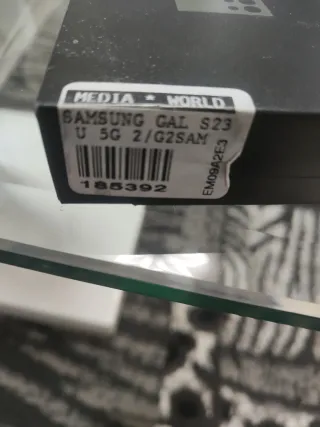 MEDIA * WORLD
SAMSUNG GAL S23
U 5G 2/G2SAM
185392
EM09A2E3